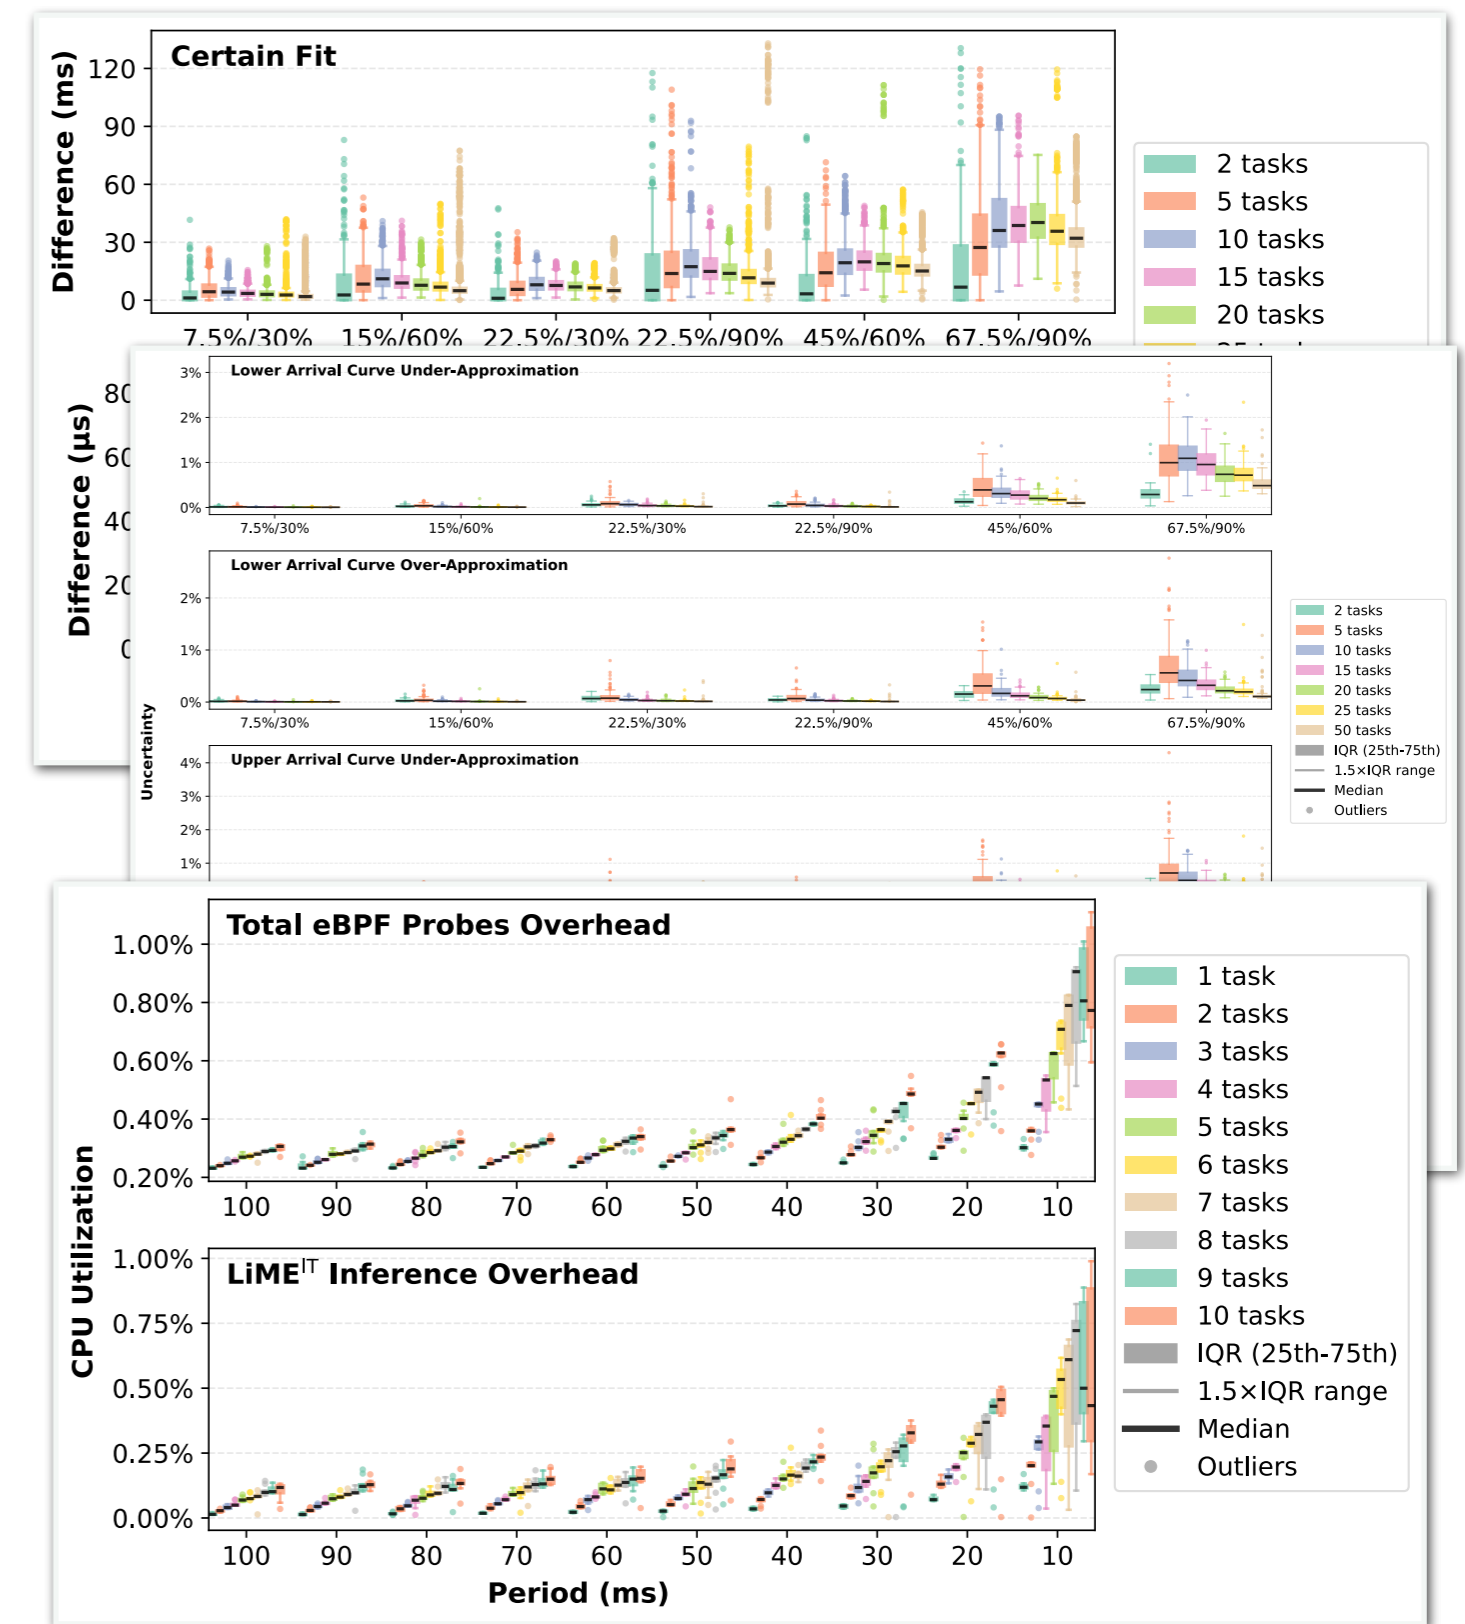 Certain Fit
Difference (ms)
120
90
60
30
0
7.5%/30% 15%/60% 22.5%/30% 22.5%/90% 45%/60% 67.5%/90%
2 tasks
5 tasks
10 tasks
15 tasks
20 tasks
Difference (µs)
80
60
40
20
0
Uncertainty
Lower Arrival Curve Under-Approximation
3%
2%
1%
0%
7.5%/30% 15%/60% 22.5%/30% 22.5%/90% 45%/60% 67.5%/90%
Lower Arrival Curve Over-Approximation
2%
1%
0%
7.5%/30% 15%/60% 22.5%/30% 22.5%/90% 45%/60% 67.5%/90%
Upper Arrival Curve Under-Approximation
4%
3%
2%
1%
2 tasks
5 tasks
10 tasks
15 tasks
20 tasks
25 tasks
50 tasks
IQR (25th-75th)
1.5×IQR range
Median
Outliers
CPU Utilization
Total eBPF Probes Overhead
1.00%
0.80%
0.60%
0.40%
0.20%
100 90 80 70 60 50 40 30 20 10
LiMEᴵᵀ Inference Overhead
1.00%
0.75%
0.50%
0.25%
0.00%
100 90 80 70 60 50 40 30 20 10
Period (ms)
1 task
2 tasks
3 tasks
4 tasks
5 tasks
6 tasks
7 tasks
8 tasks
9 tasks
10 tasks
IQR (25th-75th)
1.5×IQR range
Median
Outliers